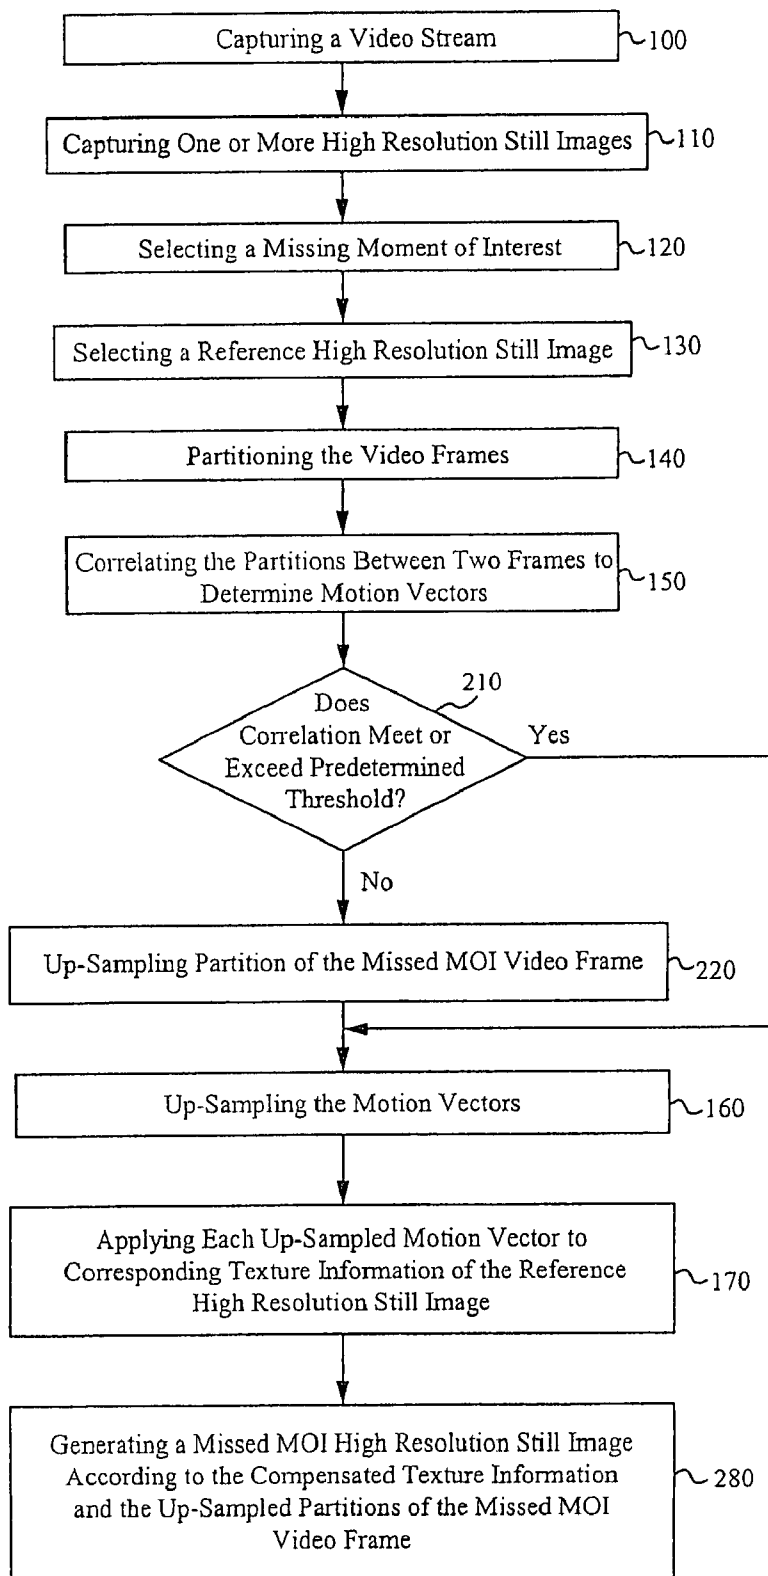 Capturing a Video Stream
100
Capturing One or More High Resolution Still Images
110
Selecting a Missing Moment of Interest
120
Selecting a Reference High Resolution Still Image
130
Partitioning the Video Frames
140
Correlating the Partitions Between Two Frames to
Determine Motion Vectors
150
210
Does
Correlation Meet or
Exceed Predetermined
Threshold?
Yes
No
Up-Sampling Partition of the Missed MOI Video Frame
220
Up-Sampling the Motion Vectors
160
Applying Each Up-Sampled Motion Vector to
Corresponding Texture Information of the Reference
High Resolution Still Image
170
Generating a Missed MOI High Resolution Still Image
According to the Compensated Texture Information
and the Up-Sampled Partitions of the Missed MOI
Video Frame
280